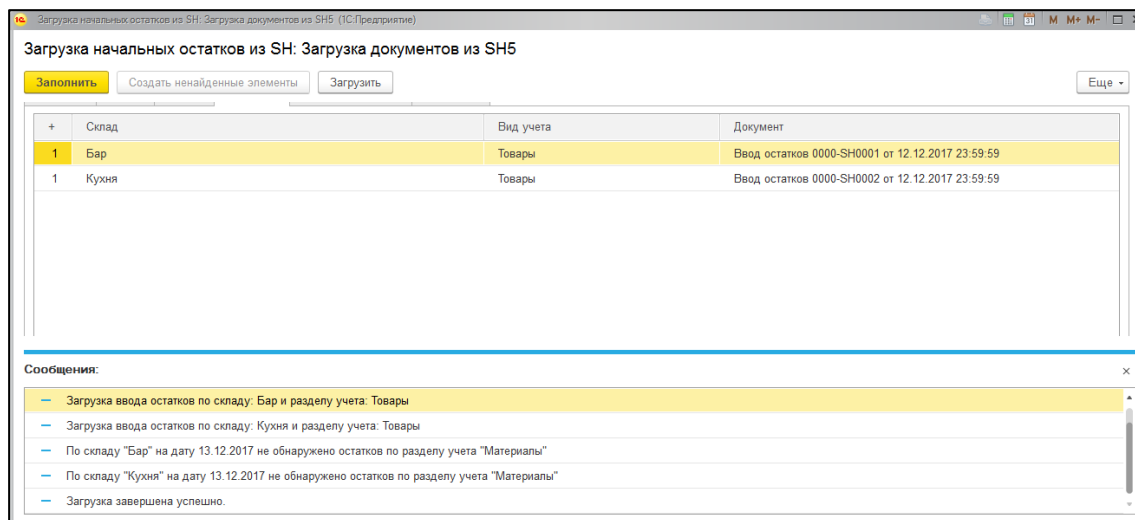 Загрузка начальных остатков из SH: Загрузка документов из SH5 (1С:Предприятие)
31 M M+ M-
Загрузка начальных остатков из SH: Загрузка документов из SH5
Заполнить Создать ненайденные элементы Загрузить Еще
+ Склад Вид учета Документ
1 Бар Товары Ввод остатков 0000-SH0001 от 12.12.2017 23:59:59
1 Кухня Товары Ввод остатков 0000-SH0002 от 12.12.2017 23:59:59
Сообщения:
Загрузка ввода остатков по складу: Бар и разделу учета: Товары
Загрузка ввода остатков по складу: Кухня и разделу учета: Товары
По складу "Бар" на дату 13.12.2017 не обнаружено остатков по разделу учета "Материалы"
По складу "Кухня" на дату 13.12.2017 не обнаружено остатков по разделу учета "Материалы"
Загрузка завершена успешно.